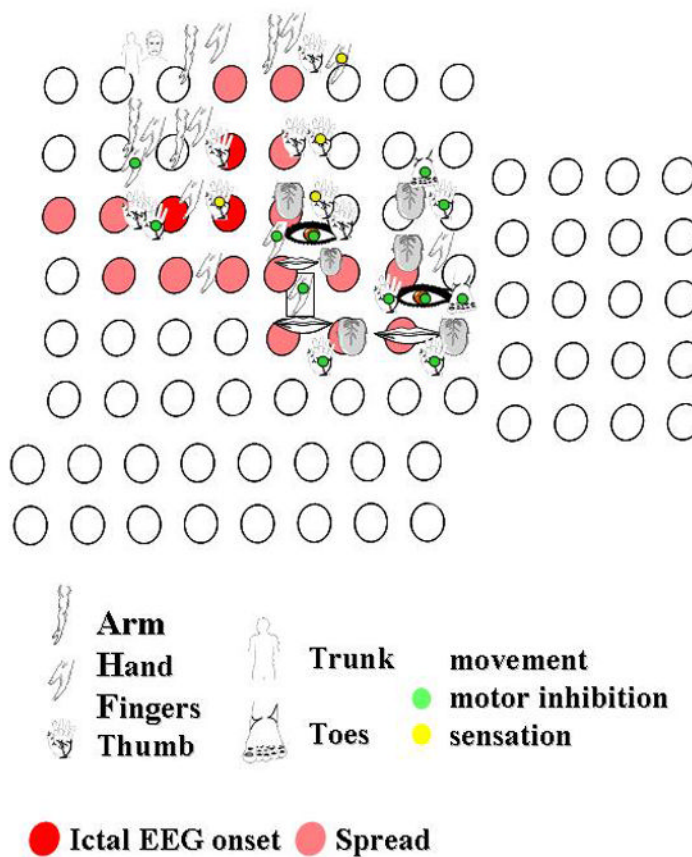 Arm
Hand
Fingers
Thumb
Trunk
Toes
movement
motor inhibition
sensation
Ictal EEG onset
Spread